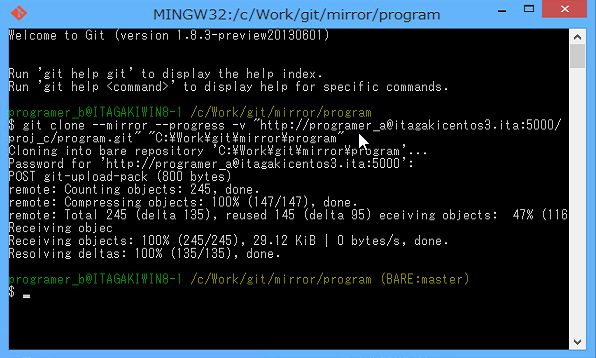 MINGW32:/c/Work/git/mirror/program
Welcome to Git (version 1.8.3-preview20130601)
Run 'git help git' to display the help index.
Run 'git help <command>' to display help for specific commands.
programer_b@ITAGAKIWIN8-1 /c/Work/git/mirror/program
$ git clone --mirror --progress -v "http://programer_a@itagakicentos3.ita:5000/
proj_c/program.git" "C:¥Work¥git¥mirror¥program"
Cloning into bare repository 'C:¥Work¥git¥mirror¥program'...
Password for 'http://programer_a@itagakicentos3.ita:5000':
POST git-upload-pack (800 bytes)
remote: Counting objects: 245, done.
remote: Compressing objects: 100% (147/147), done.
remote: Total 245 (delta 135), reused 145 (delta 95) eceiving objects:  47% (116
Receiving objec
Receiving objects: 100% (245/245), 29.12 KiB | 0 bytes/s, done.
Resolving deltas: 100% (135/135), done.
programer_b@ITAGAKIWIN8-1 /c/Work/git/mirror/program (BARE:master)
$